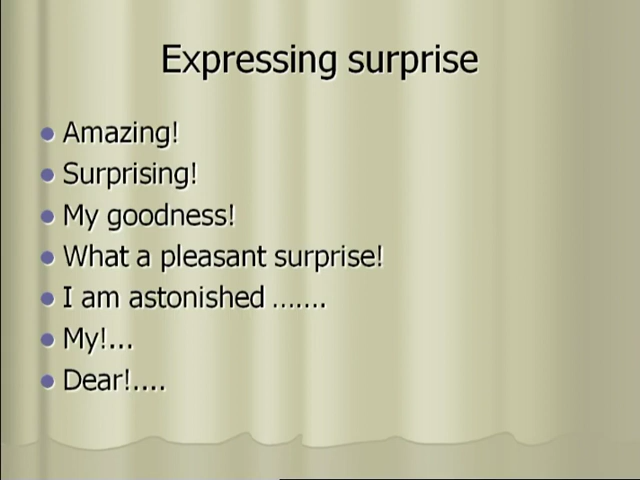 Expressing surprise
Amazing!
Surprising!
My goodness!
What a pleasant surprise!
I am astonished …….
My!...
Dear!....